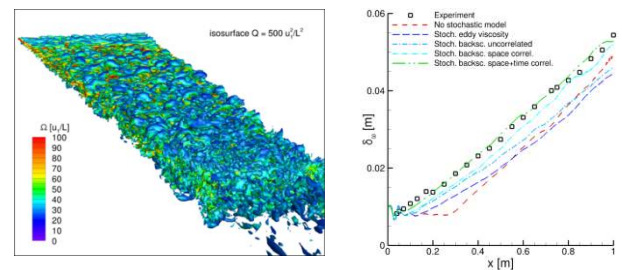 isosurface Q = 500 u²ᵣ/L²
Ω [uᵣ/L]
100
90
80
70
60
50
40
30
20
10
0
0.06
0.04
0.02
0
δω [m]
Experiment
No stochastic model
Stoch. eddy viscosity
Stoch. backsc. uncorrelated
Stoch. backsc. space correl.
Stoch. backsc. space+time correl.
0 0.2 0.4 0.6 0.8 1
x [m]